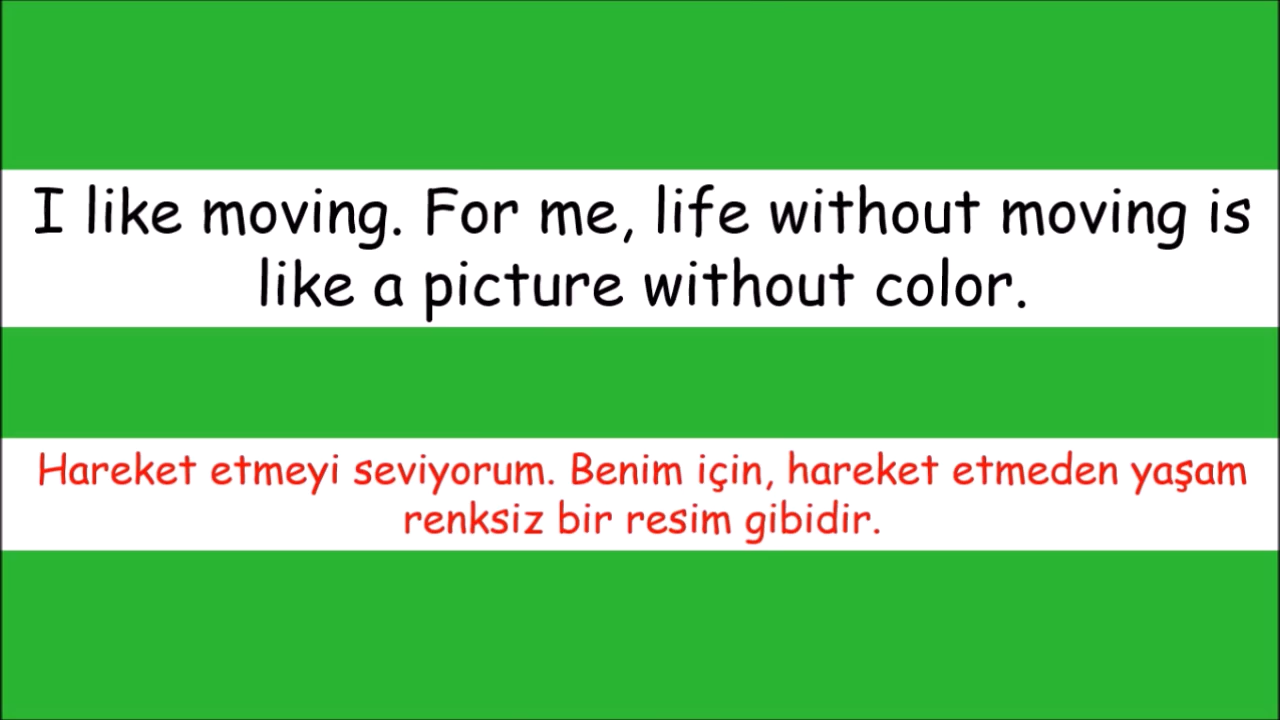 I like moving. For me, life without moving is
like a picture without color.
Hareket etmeyi seviyorum. Benim için, hareket etmeden yaşam
renksiz bir resim gibidir.